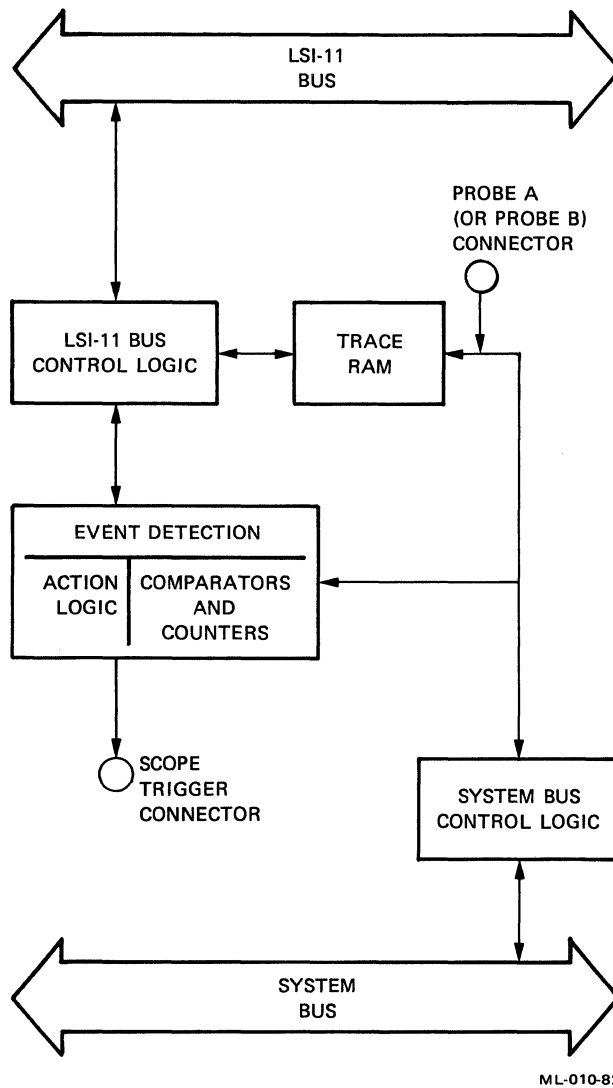 LSI-11
BUS
PROBE A
(OR PROBE B)
CONNECTOR
LSI-11 BUS
CONTROL LOGIC
TRACE
RAM
EVENT DETECTION
ACTION
LOGIC
COMPARATORS
AND
COUNTERS
SCOPE
TRIGGER
CONNECTOR
SYSTEM BUS
CONTROL LOGIC
SYSTEM
BUS